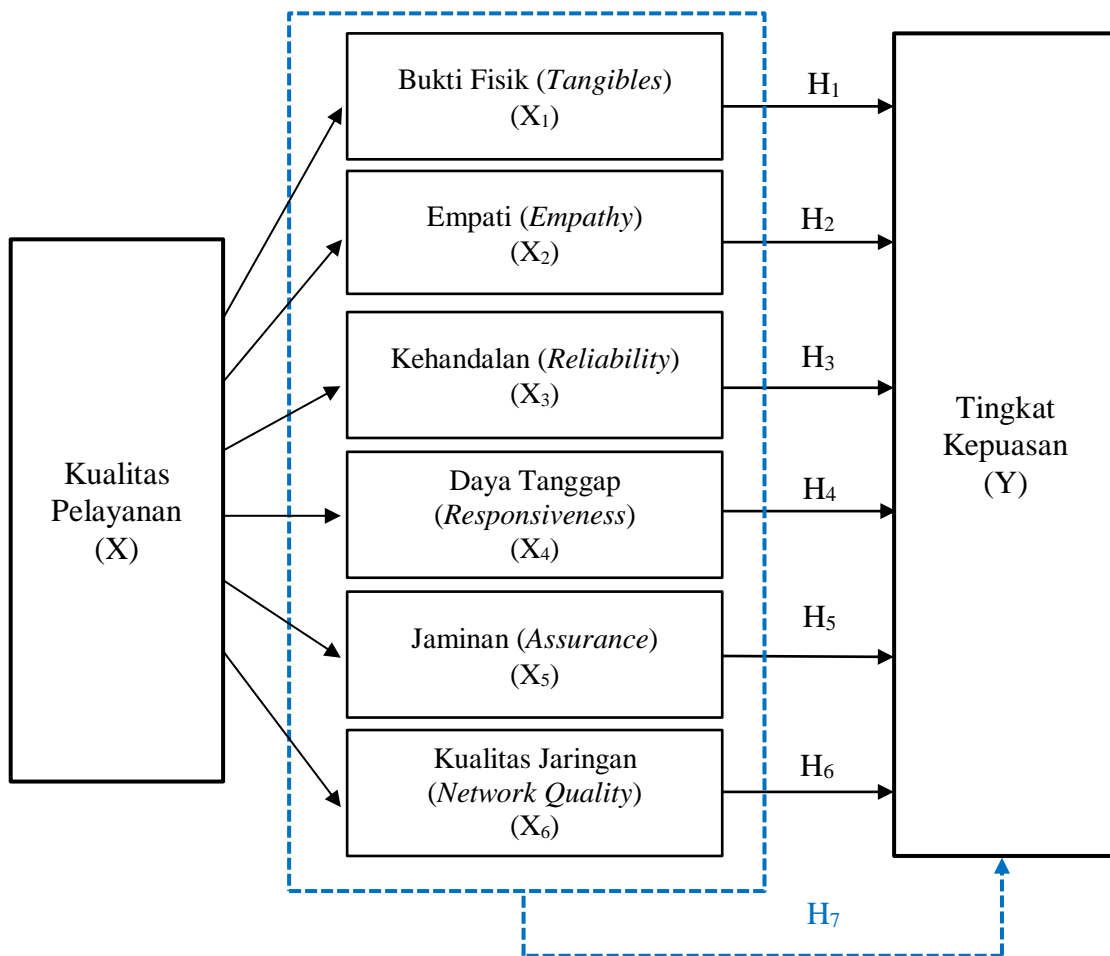 Kualitas
Pelayanan
(X)
Bukti Fisik (Tangibles)
(X₁)
Empati (Empathy)
(X₂)
Kehandalan (Reliability)
(X₃)
Daya Tanggap
(Responsiveness)
(X₄)
Jaminan (Assurance)
(X₅)
Kualitas Jaringan
(Network Quality)
(X₆)
H₁
H₂
H₃
H₄
H₅
H₆
H₇
Tingkat
Kepuasan
(Y)